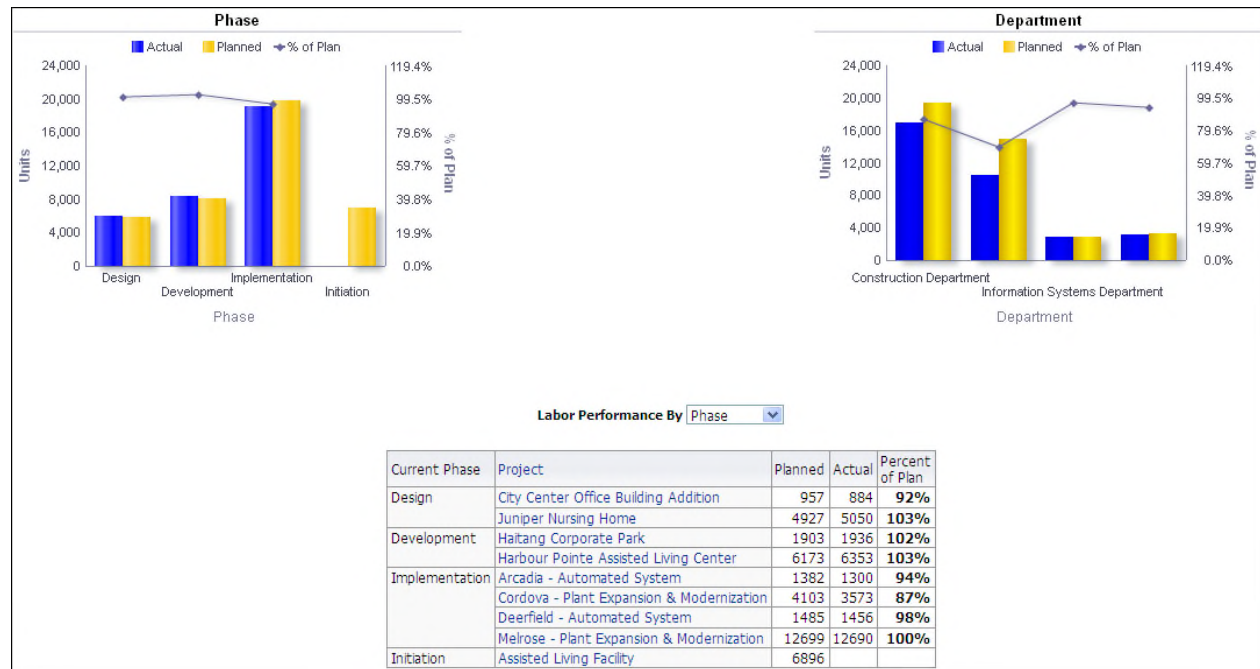 Phase
Actual Planned % of Plan
24,000
20,000
16,000
12,000
8,000
4,000
0
Units
119.4%
99.5%
79.6%
59.7%
39.8%
19.9%
0.0%
% of Plan
Design
Development
Implementation
Initiation
Phase
Department
Actual Planned % of Plan
24,000
20,000
16,000
12,000
8,000
4,000
0
Units
119.4%
99.5%
79.6%
59.7%
39.8%
19.9%
0.0%
% of Plan
Construction Department
Information Systems Department
Department
Labor Performance By Phase
Current Phase Project Planned Actual Percent of Plan
Design City Center Office Building Addition 957 884 92%
Juniper Nursing Home 4927 5050 103%
Development Haitang Corporate Park 1903 1936 102%
Harbour Pointe Assisted Living Center 6173 6353 103%
Implementation Arcadia - Automated System 1382 1300 94%
Cordova - Plant Expansion & Modernization 4103 3573 87%
Deerfield - Automated System 1485 1456 98%
Melrose - Plant Expansion & Modernization 12699 12690 100%
Initiation Assisted Living Facility 6896